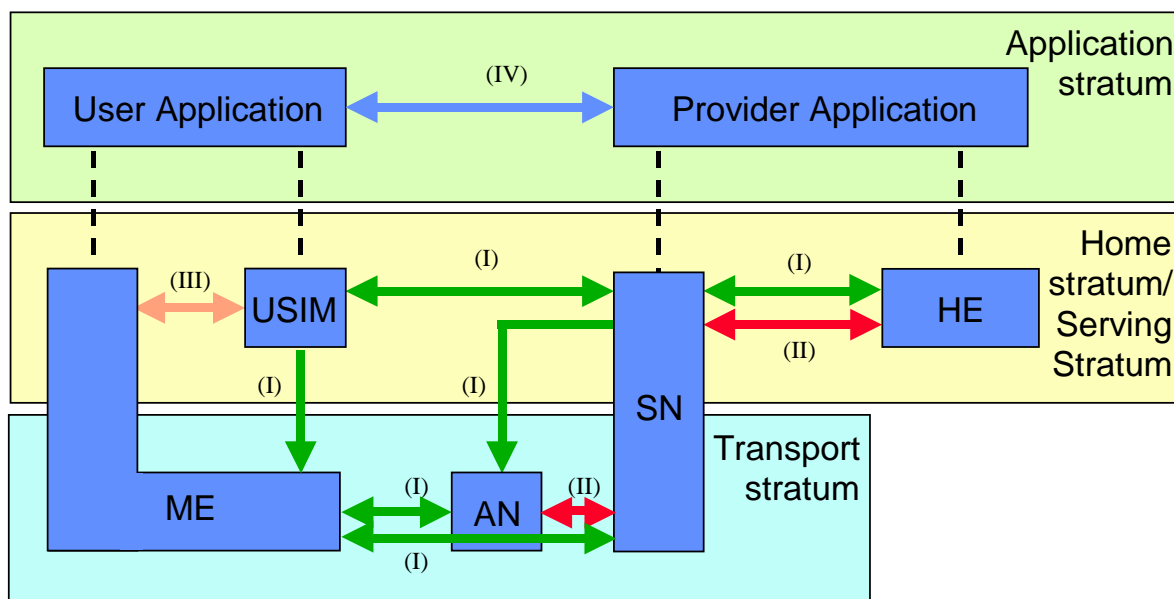 Application
stratum
(IV)
User Application
Provider Application
Home
stratum/
Serving
Stratum
(III)
USIM
(I)
(I)
HE
(II)
(I)
(I)
SN
Transport
stratum
ME
(I)
AN
(II)
(I)